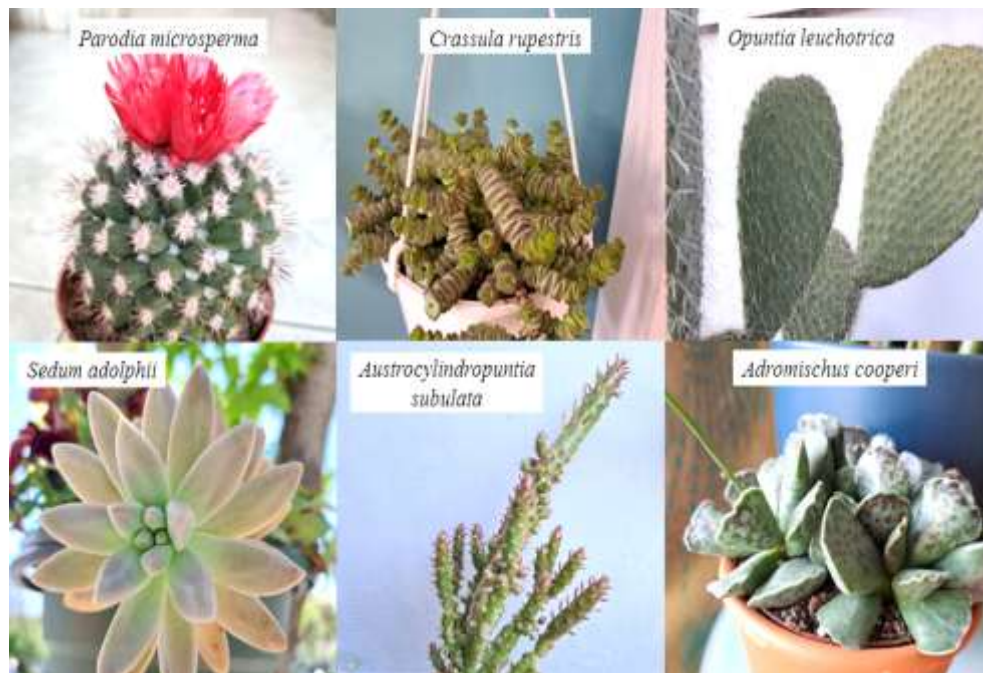 Parodia microsperma
Crassula rupestris
Opuntia leuchotrica
Sedum adolphii
Austrocylindropuntia
subulata
Adromischus cooperi